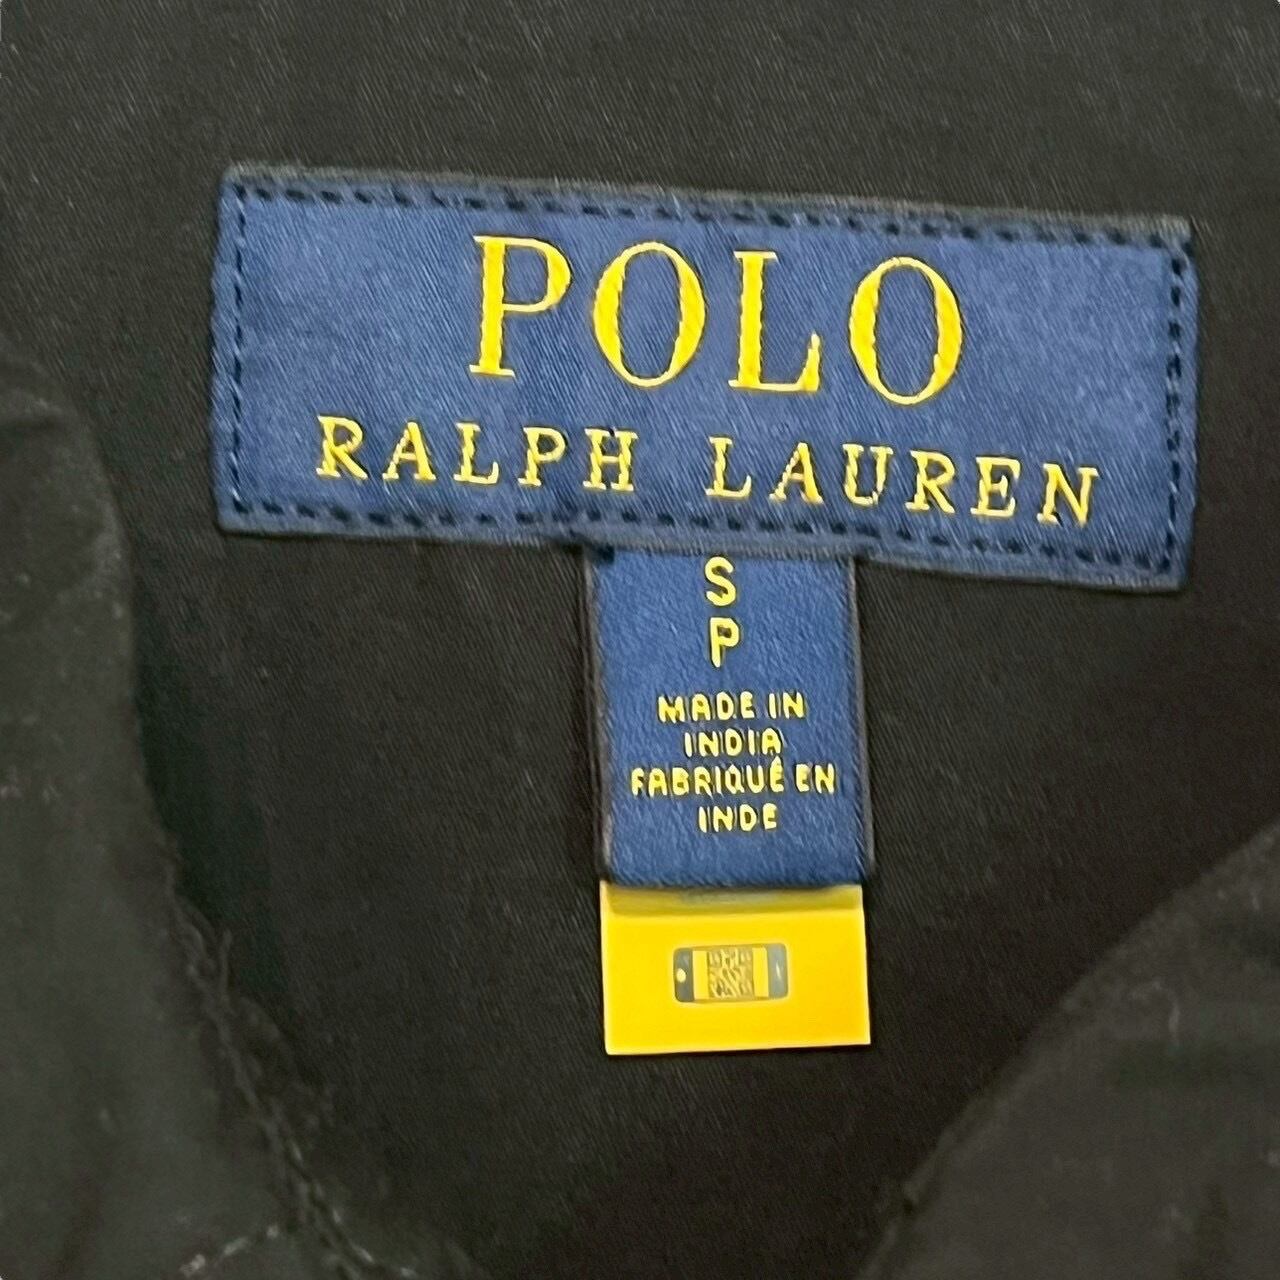 POLO
RALPH LAUREN
S
P
MADE IN
INDIA
FABRIQUÉ EN
INDE